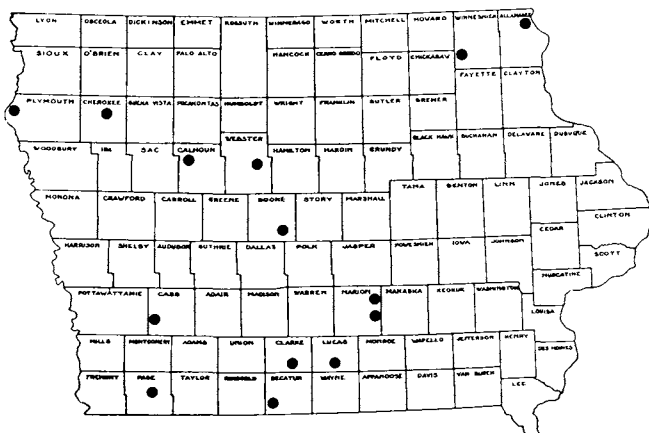 LYON OSCEOLA DICKINSON EMMET KOSSUTH WINNEBAGO WORTH MITCHELL HOWARD WINNESHIEK ALLAMAKEE
SIOUX O'BRIEN CLAY PALO ALTO HANCOCK CERRO GORDO FLOYD CHICKASAW
FAYETTE CLAYTON
PLYMOUTH CHEROKEE BUENA VISTA POCAHONTAS HUMBOLDT WRIGHT FRANKLIN BUTLER BREMER
WEBSTER BLACK HAWK BUCHANAN DELAWARE DUBUQUE
WOODBURY IDA SAC CALHOUN HAMILTON HARDIN GRUNDY
TAMA BENTON LINN JONES JACKSON
MONONA CRAWFORD CARROLL GREENE BOONE STORY MARSHALL
CLINTON
CEDAR
HARRISON SHELBY AUDUBON GUTHRIE DALLAS POLK JASPER POWESHIEK IOWA JOHNSON
SCOTT
MUSCATINE
POTTAWATTAMIE CASS ADAIR MADISON WARREN MARION MAHASKA KEOKUK WASHINGTON
LOUISA
MILLS MONTGOMERY ADAMS UNION CLARKE LUCAS MONROE WAPELLO JEFFERSON HENRY
DES MOINES
FREMONT PAGE TAYLOR RINGGOLD DECATUR WAYNE APPANOOSE DAVIS VAN BUREN
LEE